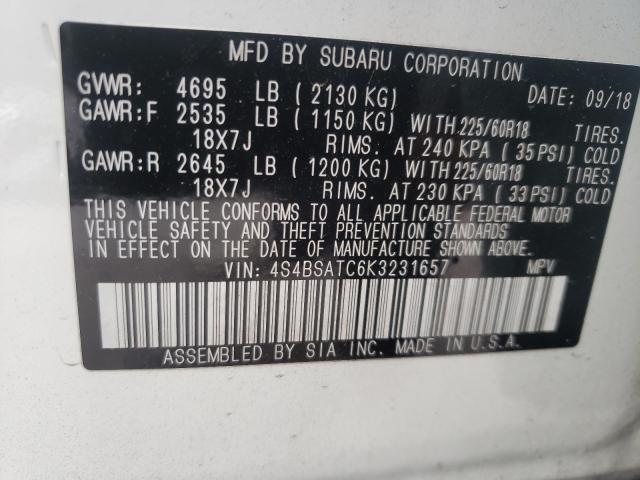 MFD BY SUBARU CORPORATION
GVWR: 4695 LB ( 2130 KG) DATE: 09/18
GAWR:F 2535 LB ( 1150 KG) WITH 225/60R18 TIRES.
18X7J RIMS. AT 240 KPA ( 35 PSI) COLD
GAWR:R 2645 LB ( 1200 KG) WITH 225/60R18 TIRES.
18X7J RIMS. AT 230 KPA ( 33 PSI) COLD
THIS VEHICLE CONFORMS TO ALL APPLICABLE FEDERAL MOTOR
VEHICLE SAFETY AND THEFT PREVENTION STANDARDS
IN EFFECT ON THE DATE OF MANUFACTURE SHOWN ABOVE.
VIN: 4S4BSATC6K3231657 MPV
ASSEMBLED BY SIA INC. MADE IN U.S.A.